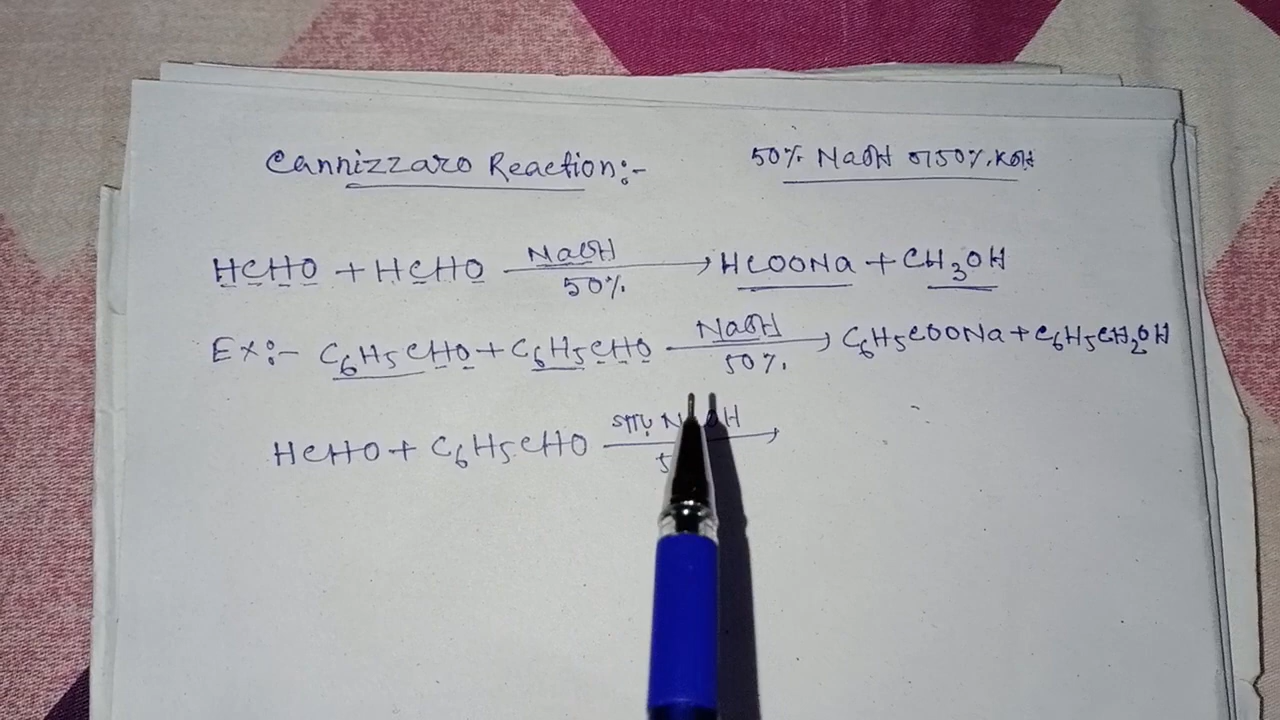 Cannizzaro Reaction:- 50% NaOH or 50% KOH
HCHO + HCHO NaOH 50% → HCOONa + CH3OH
Ex:- C6H5CHO + C6H5CHO NaOH 50% → C6H5COONa + C6H5CH2OH
HCHO + C6H5CHO सान्द्र NaOH →